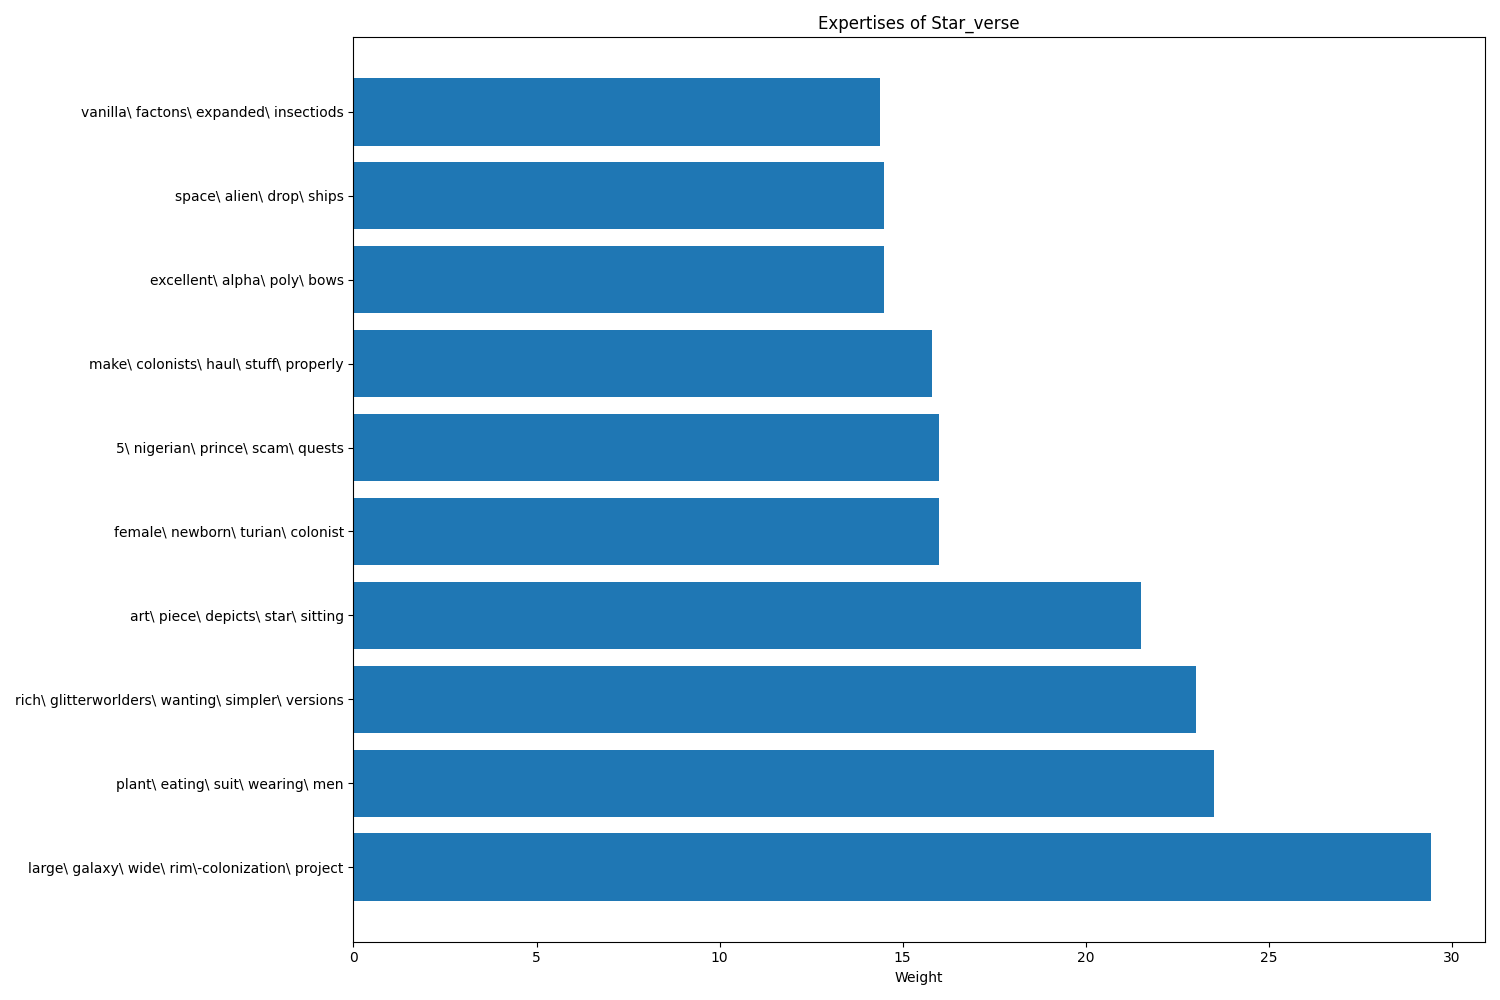 Expertises of Star_verse
vanilla\ factons\ expanded\ insectiods
space\ alien\ drop\ ships
excellent\ alpha\ poly\ bows
make\ colonists\ haul\ stuff\ properly
5\ nigerian\ prince\ scam\ quests
female\ newborn\ turian\ colonist
art\ piece\ depicts\ star\ sitting
rich\ glitterworlders\ wanting\ simpler\ versions
plant\ eating\ suit\ wearing\ men
large\ galaxy\ wide\ rim\-colonization\ project
0 5 10 15 20 25 30
Weight